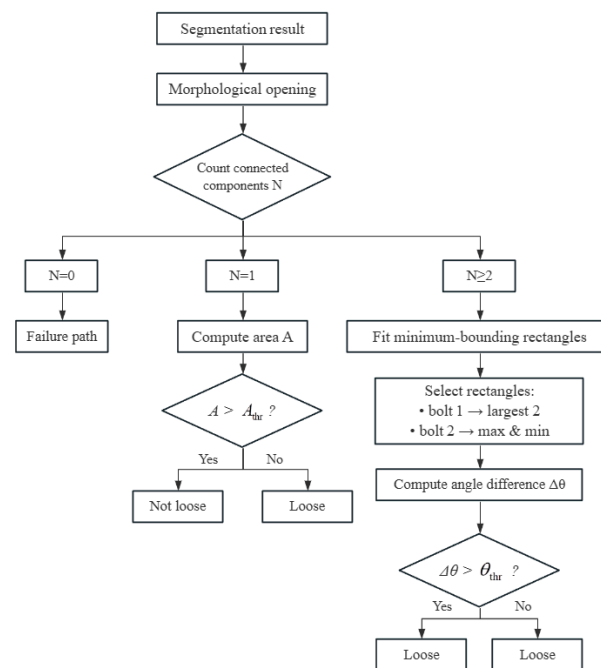 Segmentation result
Morphological opening
Count connected
components N
N=0
N=1
N≥2
Failure path
Compute area A
Fit minimum-bounding rectangles
A > A_thr ?
Select rectangles:
• bolt 1 → largest 2
• bolt 2 → max & min
Yes
No
Not loose
Loose
Compute angle difference Δθ
Δθ > θ_thr ?
Yes
No
Loose
Loose